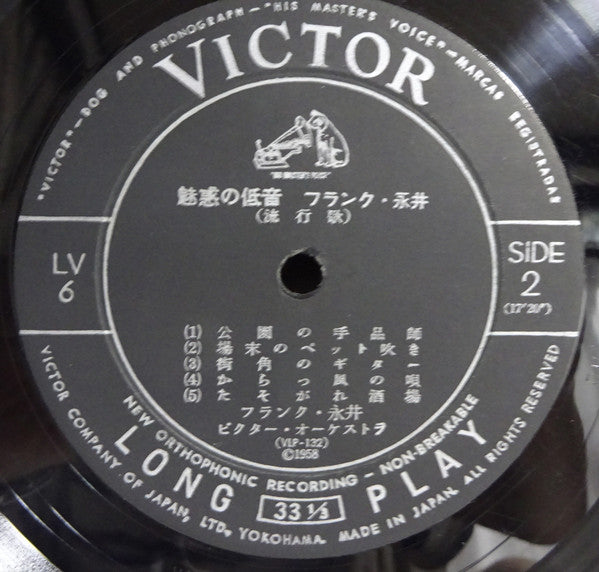 "VICTOR"—DOG AND PHONOGRAPH—"HIS MASTER'S VOICE"—MARCAS REGISTRADAS
VICTOR
"HIS MASTER'S VOICE"
魅惑の低音 フランク・永井
(流行歌)
LV
6
SIDE
2
(17'20")
(1) 公園の手品師
(2) 場末のペット吹き
(3) 街角のギター
(4) からっ風の唄
(5) たそがれ酒場
フランク・永井
ビクター・オーケストラ
(VLP-132)
©1958
NEW ORTHOPHONIC RECORDING — NON-BREAKABLE
LONG PLAY
33 1/3
VICTOR COMPANY OF JAPAN, LTD., YOKOHAMA. MADE IN JAPAN. ALL RIGHTS RESERVED